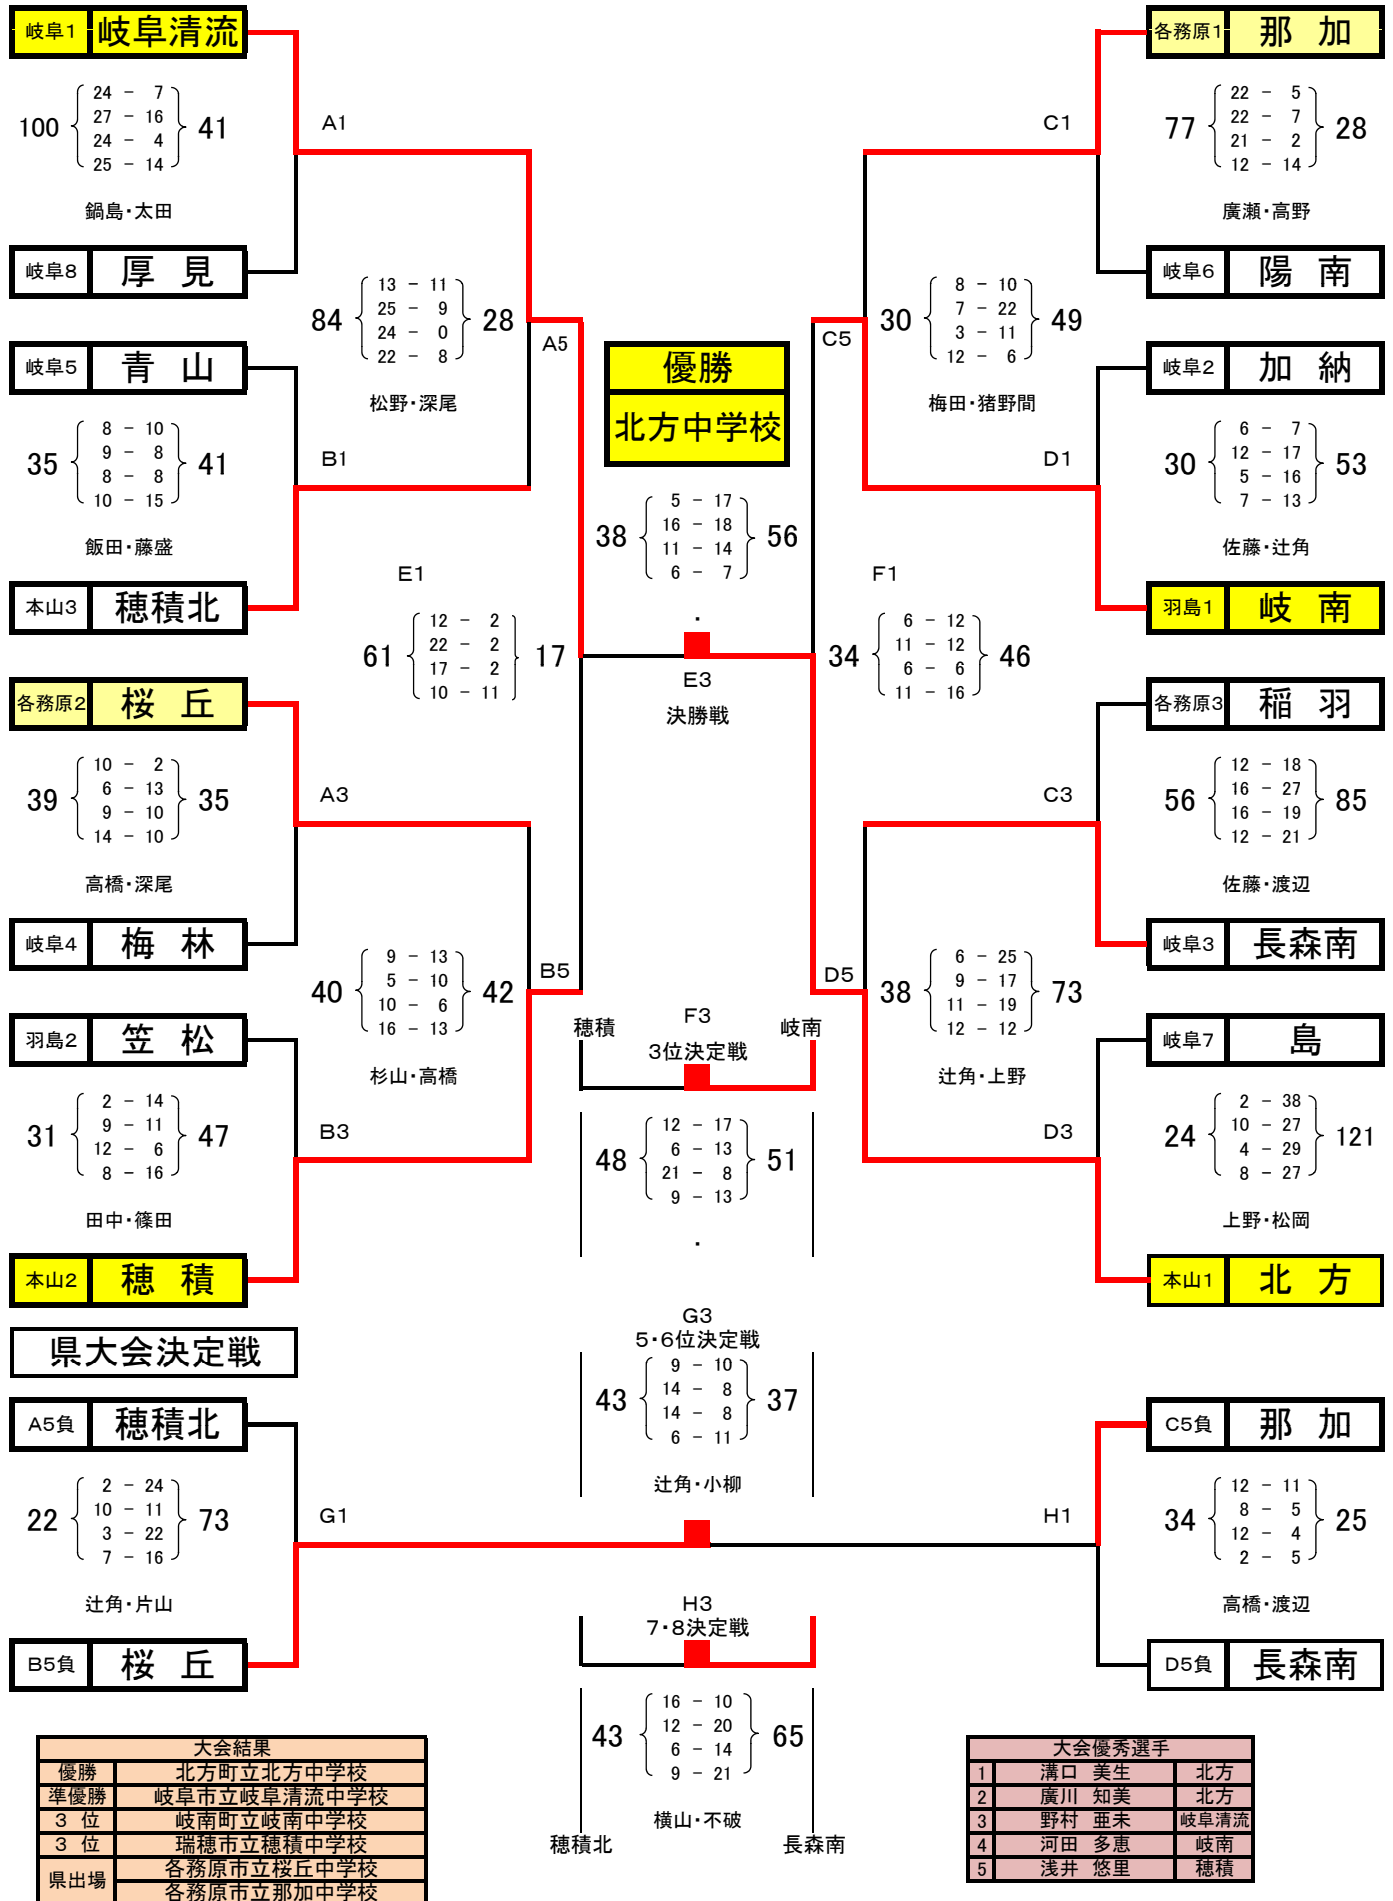 岐阜1 岐阜清流
100 41
24 - 7
27 - 16
24 - 4
25 - 14
鍋島・太田
A1
岐阜8 厚 見
84 28
13 - 11
25 - 9
24 - 0
22 - 8
松野・深尾
A5
岐阜5 青 山
35 41
8 - 10
9 - 8
8 - 8
10 - 15
飯田・藤盛
B1
本山3 穂積北
E1
61 17
12 - 2
22 - 2
17 - 2
10 - 11
各務原2 桜 丘
39 35
10 - 2
6 - 13
9 - 10
14 - 10
高橋・深尾
A3
岐阜4 梅 林
40 42
9 - 13
5 - 10
10 - 6
16 - 13
杉山・高橋
B5
羽島2 笠 松
31 47
2 - 14
9 - 11
12 - 6
8 - 16
田中・篠田
B3
本山2 穂 積
優勝
北方中学校
38 56
5 - 17
16 - 18
11 - 14
6 - 7
・
E3
決勝戦
各務原1 那 加
77 28
22 - 5
22 - 7
21 - 2
12 - 14
廣瀬・高野
C1
岐阜6 陽 南
30 49
8 - 10
7 - 22
3 - 11
12 - 6
梅田・猪野間
C5
岐阜2 加 納
30 53
6 - 7
12 - 17
5 - 16
7 - 13
佐藤・辻角
D1
羽島1 岐 南
F1
34 46
6 - 12
11 - 12
6 - 6
11 - 16
各務原3 稲 羽
56 85
12 - 18
16 - 27
16 - 19
12 - 21
佐藤・渡辺
C3
岐阜3 長森南
38 73
6 - 25
9 - 17
11 - 19
12 - 12
辻角・上野
D5
岐阜7 島
24 121
2 - 38
10 - 27
4 - 29
8 - 27
上野・松岡
D3
本山1 北 方
穂積 F3 岐南
3位決定戦
48 51
12 - 17
6 - 13
21 - 8
9 - 13
・
県大会決定戦
G3
5・6位決定戦
43 37
9 - 10
14 - 8
14 - 8
6 - 11
辻角・小柳
A5負 穂積北
22 73
2 - 24
10 - 11
3 - 22
7 - 16
辻角・片山
G1
B5負 桜 丘
C5負 那 加
34 25
12 - 11
8 - 5
12 - 4
2 - 5
高橋・渡辺
H1
D5負 長森南
H3
7・8決定戦
43 65
16 - 10
12 - 20
6 - 14
9 - 21
横山・不破
穂積北 長森南
大会結果
優勝 北方町立北方中学校
準優勝 岐阜市立岐阜清流中学校
3 位 岐南町立岐南中学校
3 位 瑞穂市立穂積中学校
県出場 各務原市立桜丘中学校
各務原市立那加中学校
大会優秀選手
1 溝口 美生 北方
2 廣川 知美 北方
3 野村 亜未 岐阜清流
4 河田 多恵 岐南
5 浅井 悠里 穂積